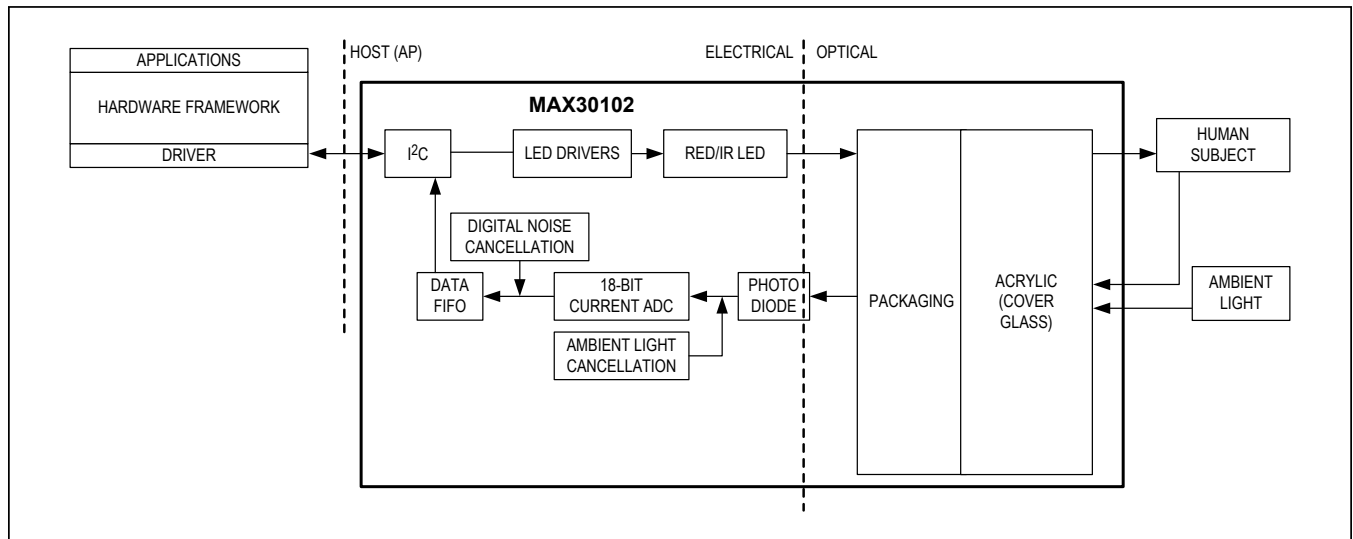 HOST (AP)
ELECTRICAL
OPTICAL
APPLICATIONS
HARDWARE FRAMEWORK
DRIVER
MAX30102
I²C
LED DRIVERS
RED/IR LED
HUMAN
SUBJECT
DIGITAL NOISE
CANCELLATION
DATA
FIFO
18-BIT
CURRENT ADC
PHOTO
DIODE
PACKAGING
ACRYLIC
(COVER
GLASS)
AMBIENT
LIGHT
AMBIENT LIGHT
CANCELLATION